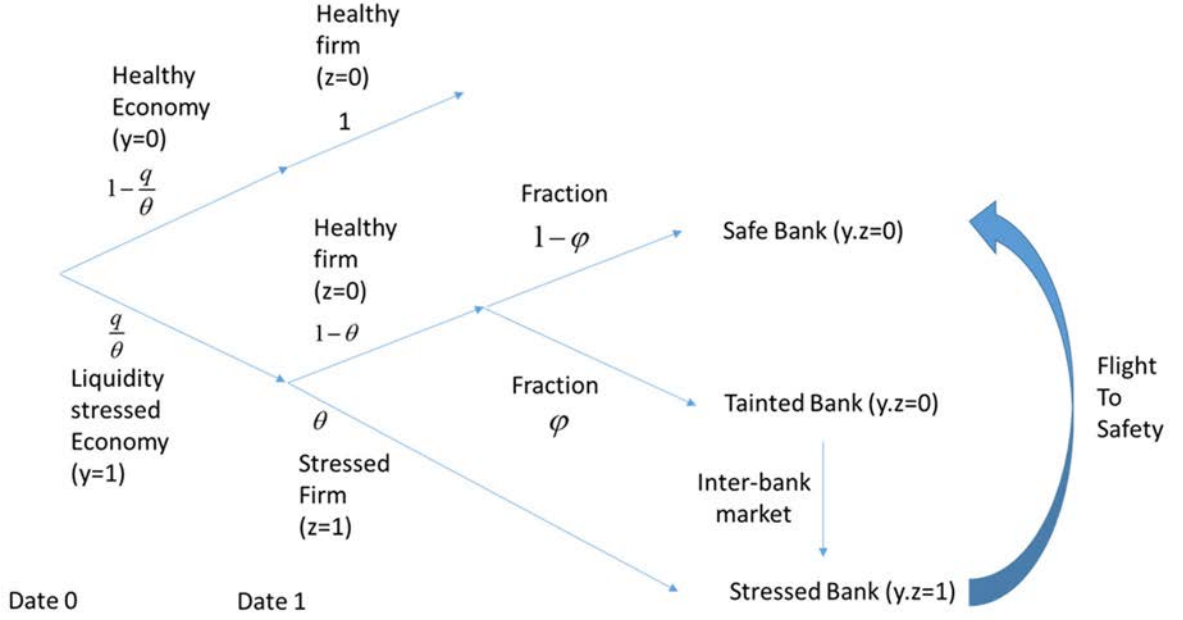 Healthy
firm
(z=0)
1
Healthy
Economy
(y=0)
1 − q/θ
Fraction
1−φ
Safe Bank (y.z=0)
Healthy
firm
(z=0)
1−θ
q/θ
Liquidity
stressed
Economy
(y=1)
Fraction
φ
Tainted Bank (y.z=0)
Flight
To
Safety
θ
Stressed
Firm
(z=1)
Inter-bank
market
Stressed Bank (y.z=1)
Date 0
Date 1